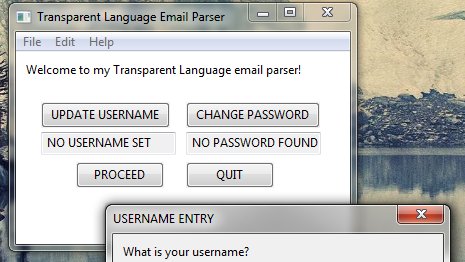 Transparent Language Email Parser
File Edit Help
Welcome to my Transparent Language email parser!
UPDATE USERNAME CHANGE PASSWORD
NO USERNAME SET NO PASSWORD FOUND
PROCEED QUIT
USERNAME ENTRY
What is your username?